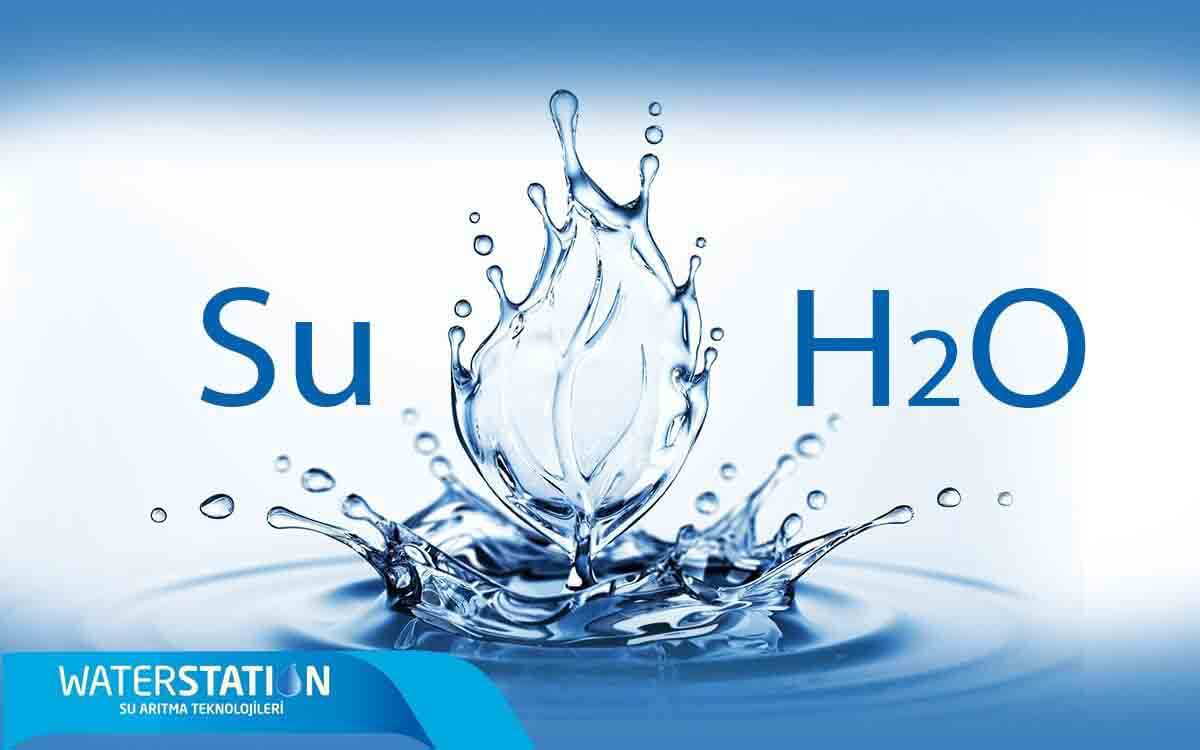 Su
H2O
WATERSTATION
SU ARITMA TEKNOLOJİLERİ